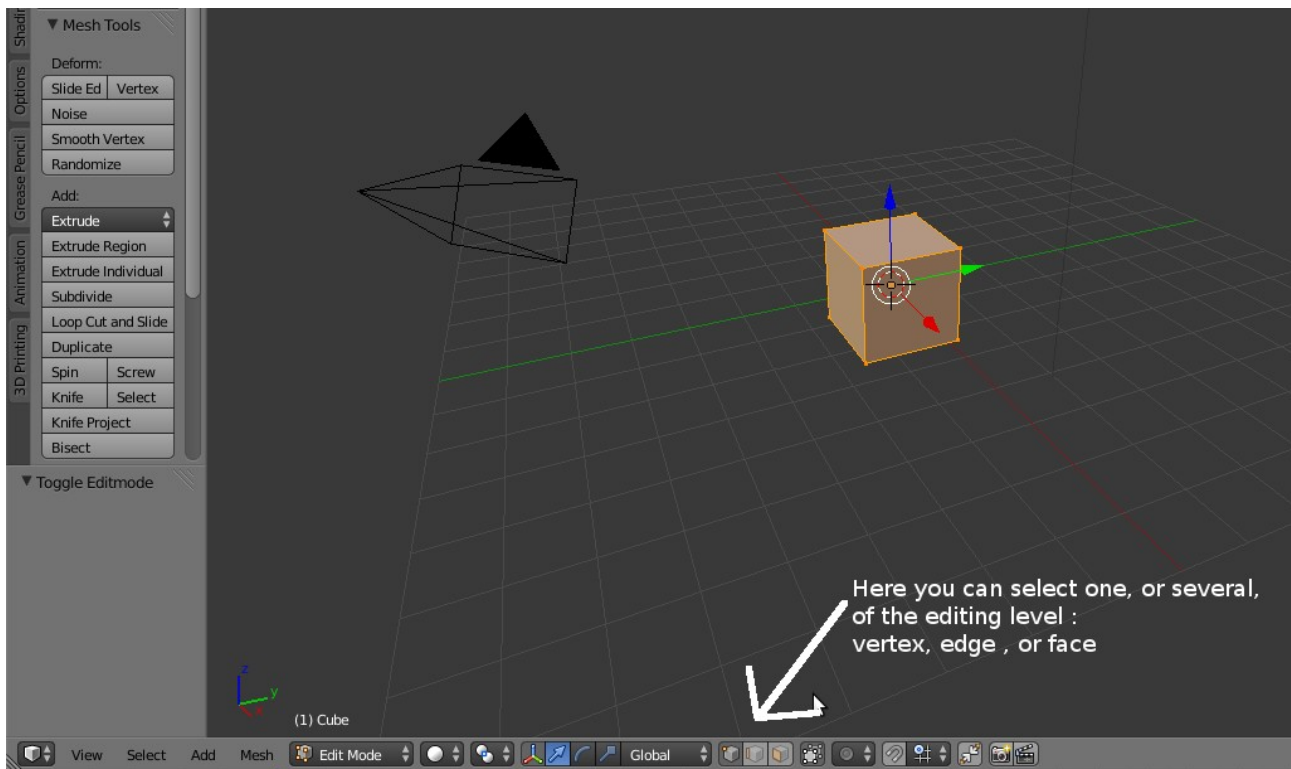 Shadin
Options
Grease Pencil
Animation
3D Printing
Mesh Tools
Deform:
Slide Ed Vertex
Noise
Smooth Vertex
Randomize
Add:
Extrude
Extrude Region
Extrude Individual
Subdivide
Loop Cut and Slide
Duplicate
Spin Screw
Knife Select
Knife Project
Bisect
Toggle Editmode
Here you can select one, or several,
of the editing level :
vertex, edge , or face
z
y
x
(1) Cube
View Select Add Mesh Edit Mode Global